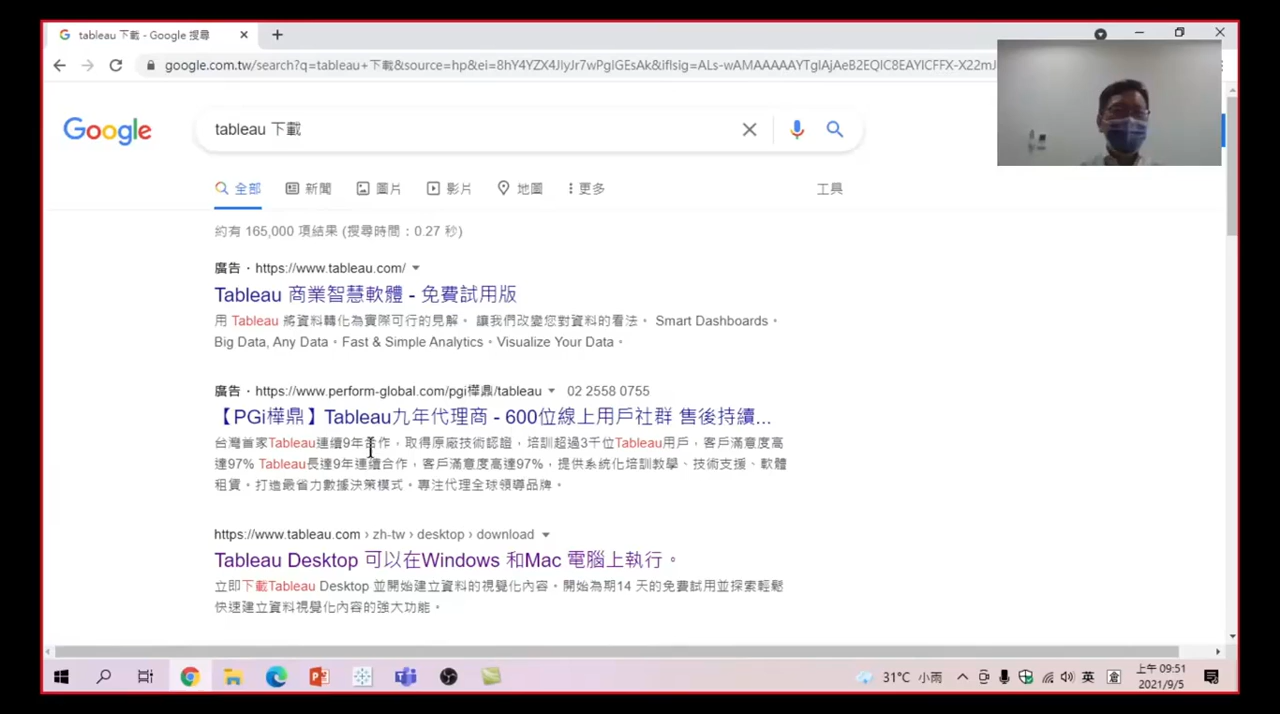 tableau 下載 - Google 搜尋
google.com.tw/search?q=tableau+下載&source=hp&ei=8hY4YZX4JIyJr7wPgIGEsAk&iflsig=ALs-wAMAAAAAYTgIAjAeB2EQIC8EAYICFFX-X22mJ
Google
tableau 下載
全部 新聞 圖片 影片 地圖 更多 工具
約有 165,000 項結果 (搜尋時間：0.27 秒)
廣告 · https://www.tableau.com/
Tableau 商業智慧軟體 - 免費試用版
用 Tableau 將資料轉化為實際可行的見解。 讓我們改變您對資料的看法。 Smart Dashboards。
Big Data, Any Data。Fast & Simple Analytics。Visualize Your Data。
廣告 · https://www.perform-global.com/pgi樺鼎/tableau 02 2558 0755
【PGi樺鼎】Tableau九年代理商 - 600位線上用戶社群 售後持續...
台灣首家Tableau連續9年合作，取得原廠技術認證，培訓超過3千位Tableau用戶，客戶滿意度高
達97% Tableau長達9年連續合作，客戶滿意度高達97%，提供系統化培訓教學、技術支援、軟體
租賃。打造最省力數據決策模式。專注代理全球領導品牌。
https://www.tableau.com › zh-tw › desktop › download
Tableau Desktop 可以在Windows 和Mac 電腦上執行。
立即下載Tableau Desktop 並開始建立資料的視覺化內容。開始為期14 天的免費試用並探索輕鬆
快速建立資料視覺化內容的強大功能。
31°C 小雨 英 倉 上午 09:51
2021/9/5